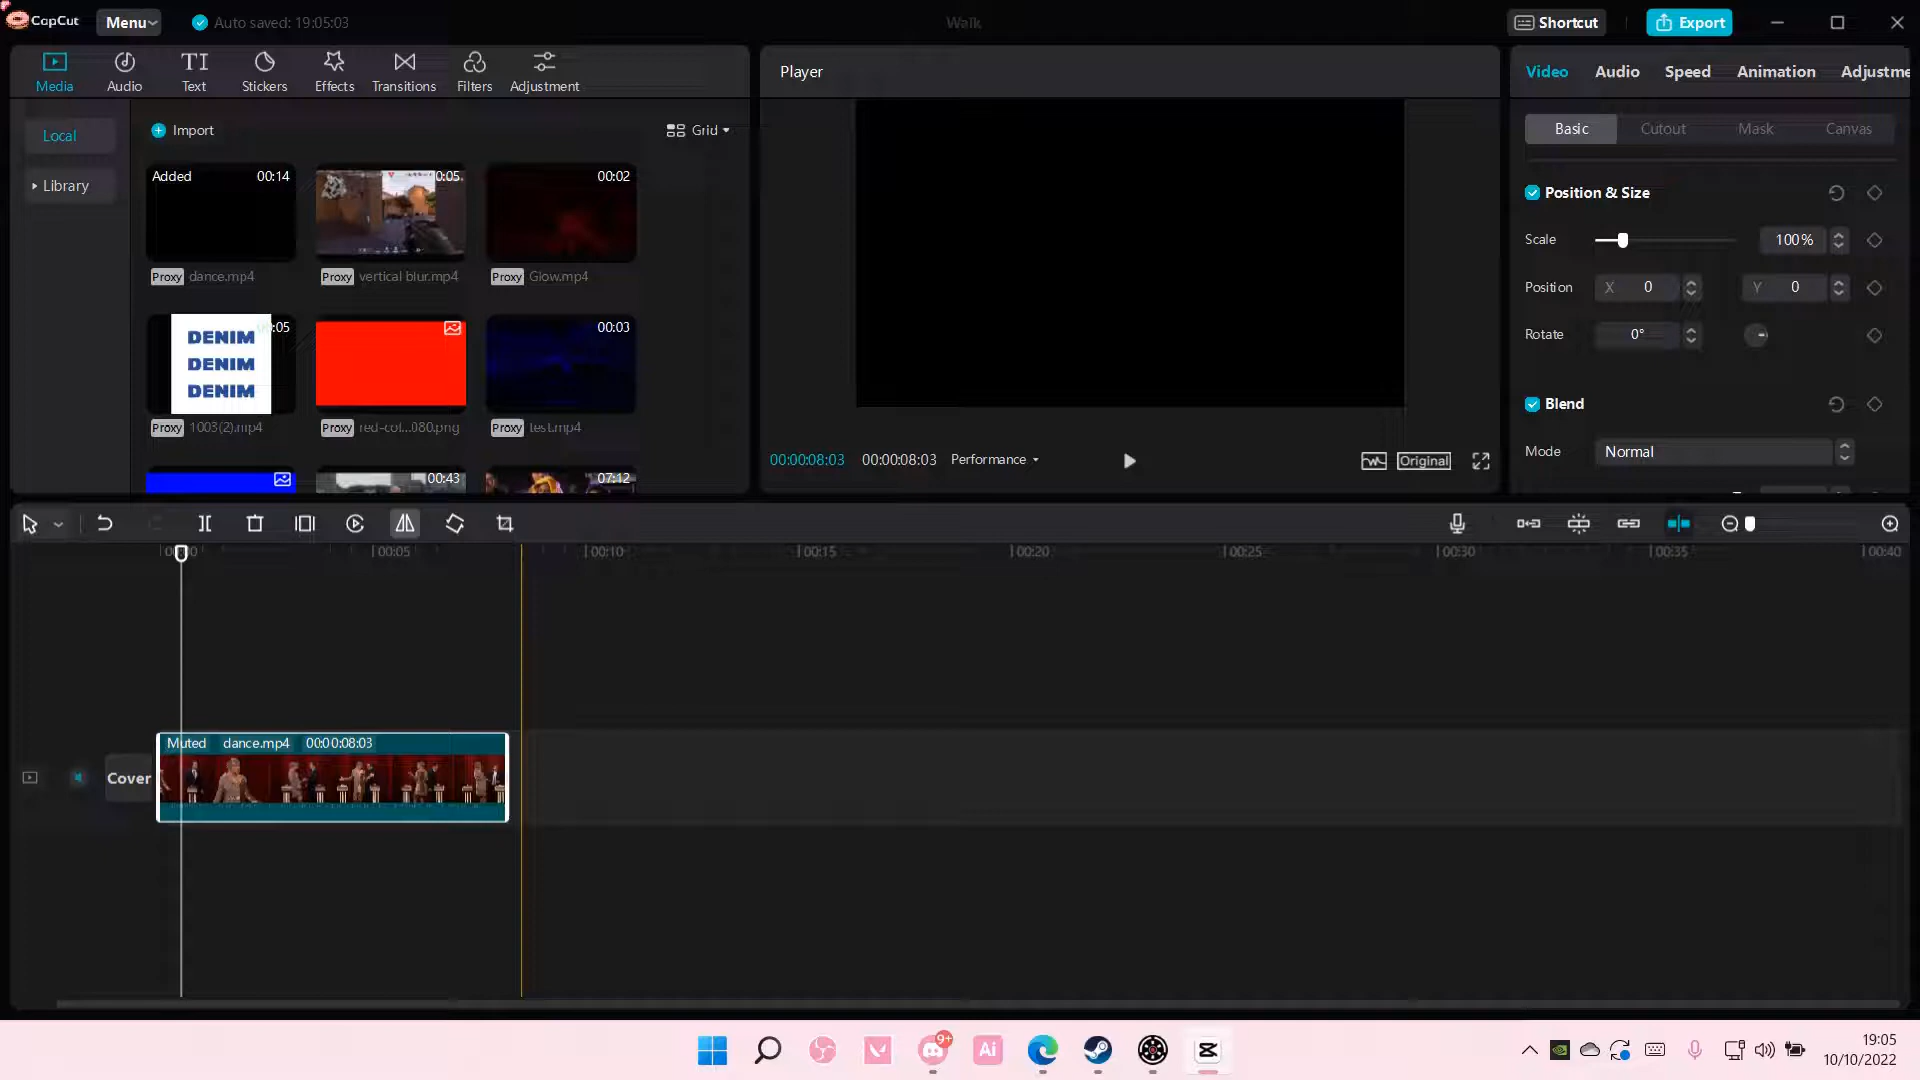 CapCut Menu Auto saved: 19:05:03 Walk Shortcut Export
Media Audio Text Stickers Effects Transitions Filters Adjustment
Player
Video Audio Speed Animation Adjustme
Local
Library
Import Grid
Added 00:14 0:05 00:02
Proxy dance.mp4 Proxy vertical blur.mp4 Proxy Glow.mp4
DENIM
DENIM
DENIM
:05 00:03
Proxy 1003(2).mp4 Proxy red-col...080.png Proxy test.mp4
00:43 07:12
00:00:08:03 00:00:08:03 Performance Original
Basic Cutout Mask Canvas
Position & Size
Scale 100%
Position X 0 Y 0
Rotate 0°
Blend
Mode Normal
00:00 00:05 00:10 00:15 00:20 00:25 00:30 00:35 00:40
Muted dance.mp4 00:00:08:03
Cover
9+ Ai
19:05
10/10/2022